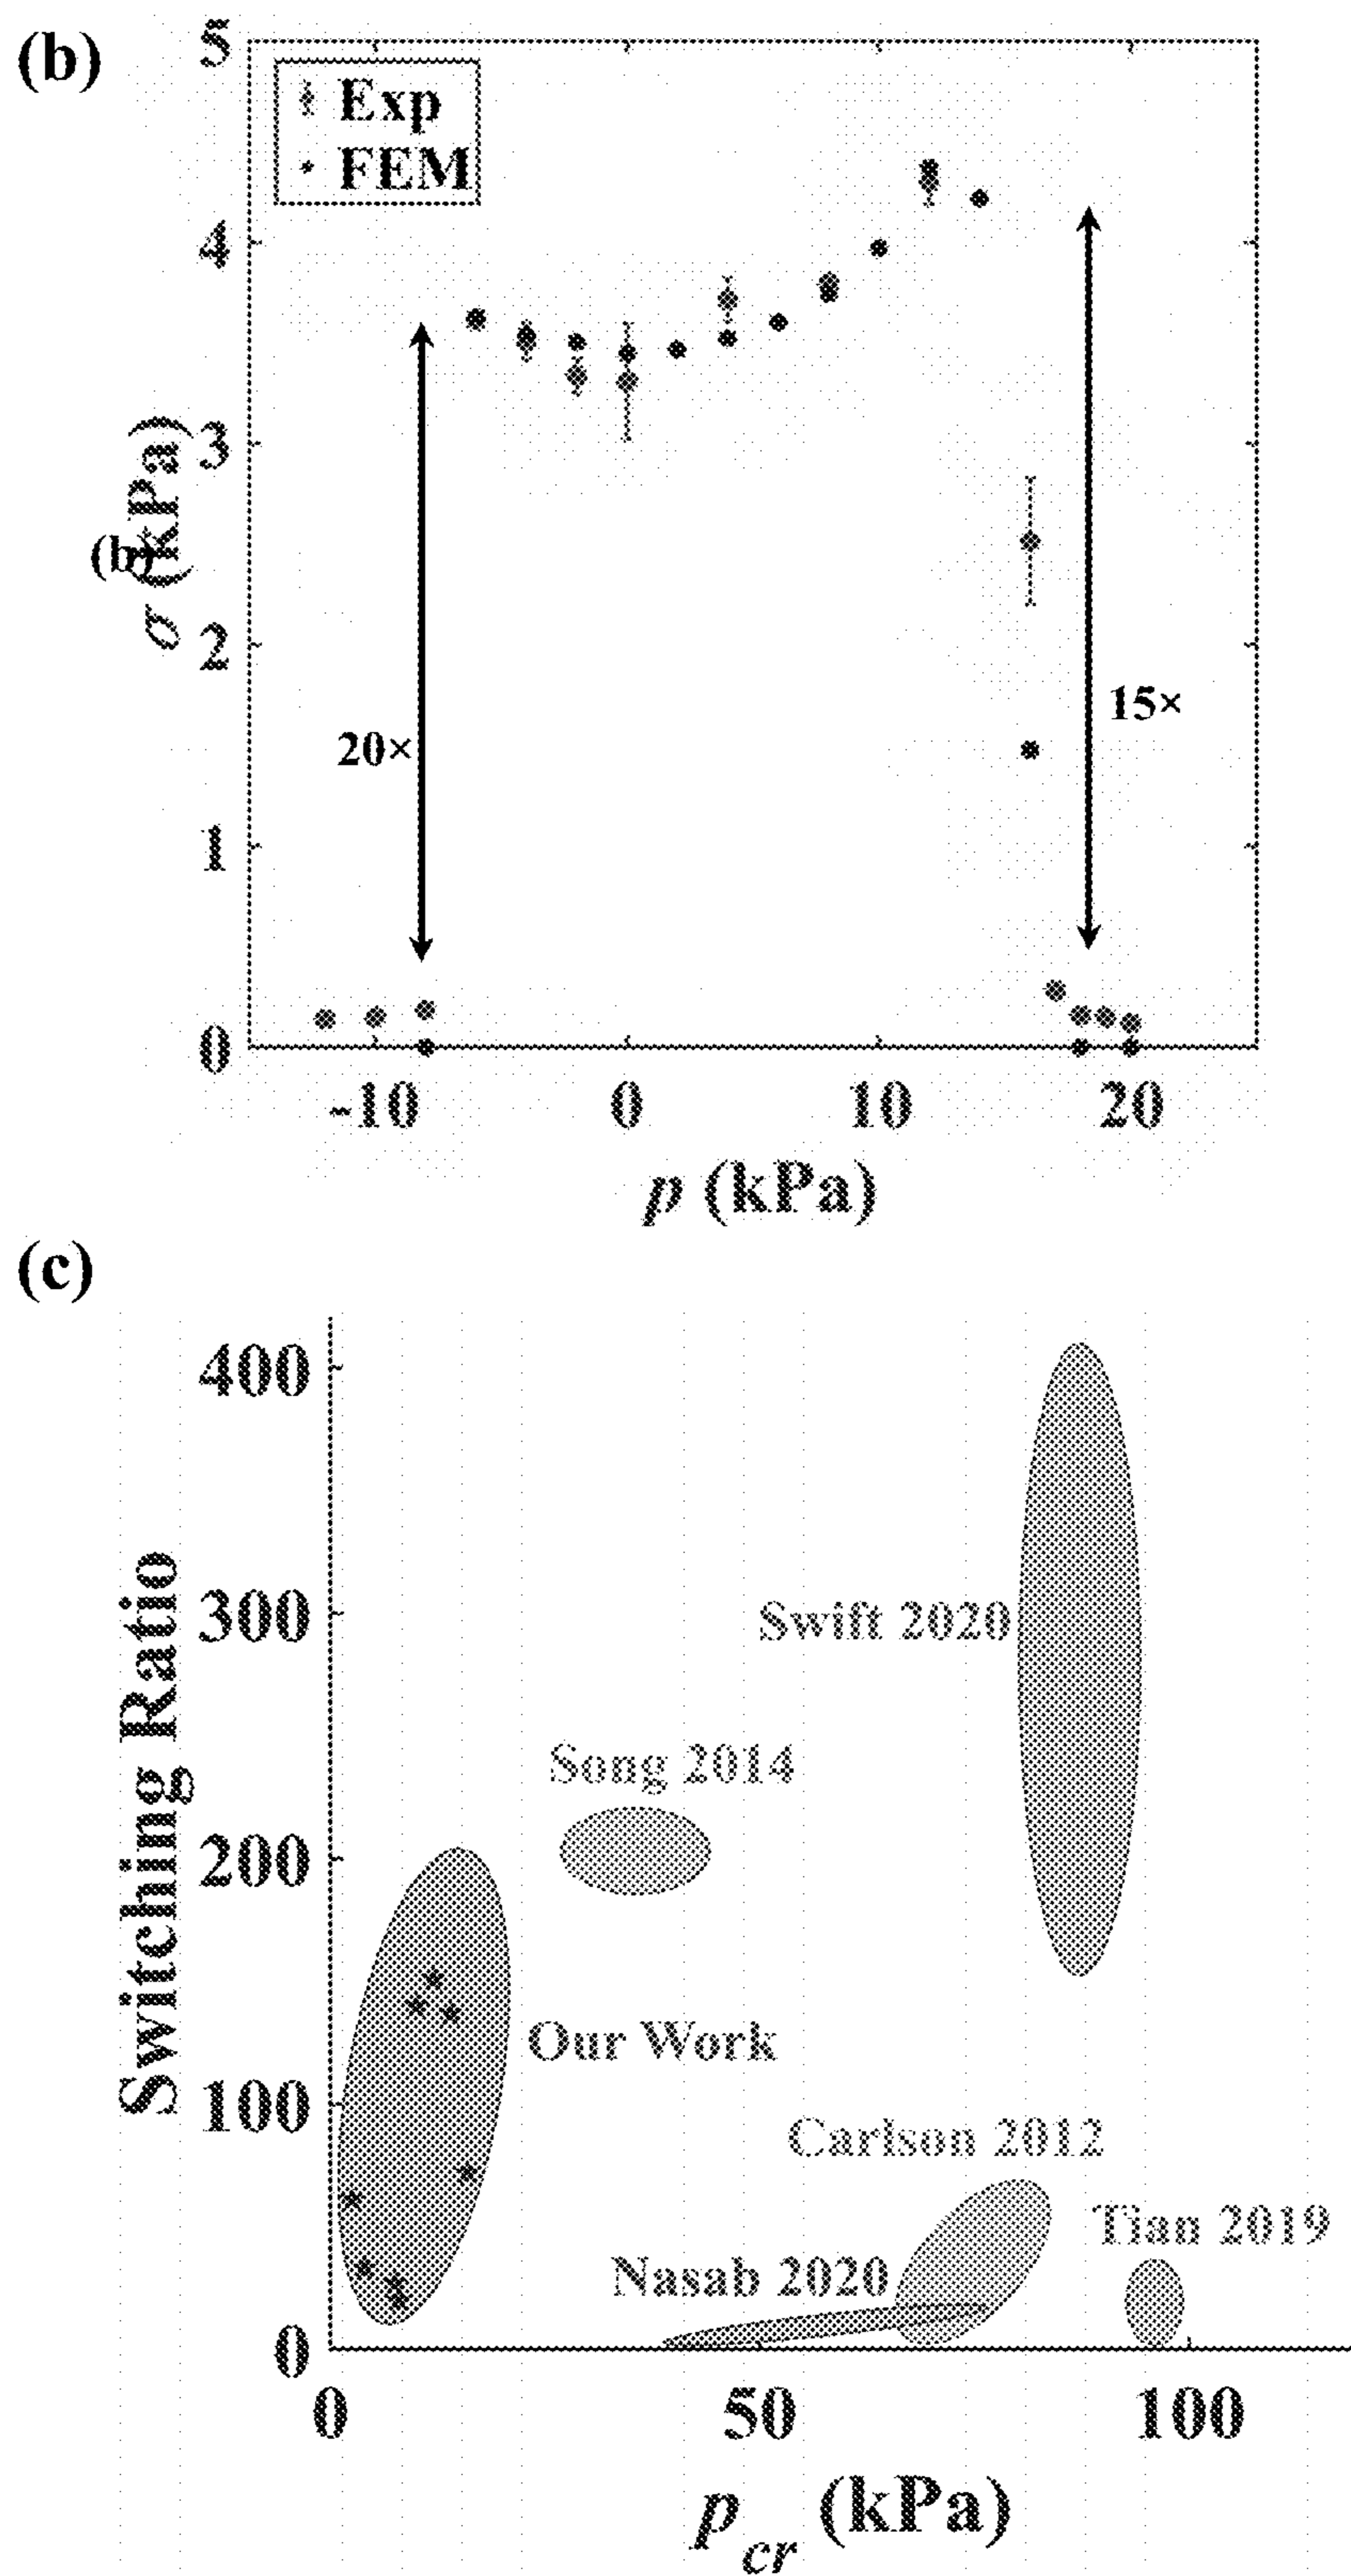 (b)
5
Exp
FEM
4
3
2
1
0
σ (kPa)
(b)
20×
15×
-10 0 10 20
p (kPa)
(c)
400
300
200
100
0
Switching Ratio
Swift 2020
Song 2014
Our Work
Carlson 2012
Tian 2019
Nasab 2020
0 50 100
pcr (kPa)